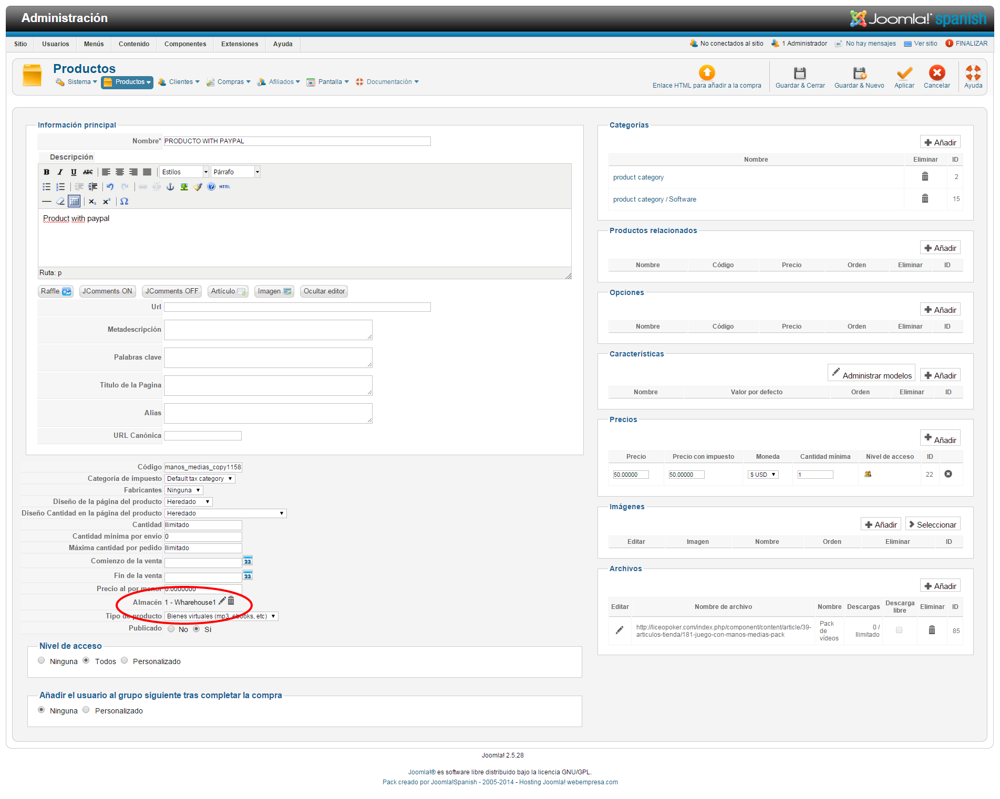 Administración
Joomla! spanish
Sitio Usuarios Menús Contenido Componentes Extensiones Ayuda
No conectados al sitio 1 Administrador No hay mensajes Ver sitio FINALIZAR
Productos
Sistema Productos Clientes Compras Afiliados Pantalla Documentación
Enlace HTML para añadir a la compra Guardar & Cerrar Guardar & Nuevo Aplicar Cancelar Ayuda
Información principal
Nombre* PRODUCTO WITH PAYPAL
Descripción
B I U ABC Estilos Párrafo
HTML
Product with paypal
Ruta: p
Raffle JComments ON JComments OFF Artículo Imagen Ocultar editor
Url
Metadescripción
Palabras clave
Titulo de la Pagina
Alias
URL Canónica
Código manos_medias_copy1158
Categoría de impuesto Default tax category
Fabricantes Ninguna
Diseño de la página del producto Heredado
Diseño Cantidad en la página del producto Heredado
Cantidad Ilimitado
Cantidad minima por envío 0
Máxima cantidad por pedido Ilimitado
Comienzo de la venta 23
Fin de la venta 23
Precio al por menor 0.0000000
Almacén 1 - Wharehouse1
Tipo de producto Bienes virtuales (mp3, ebooks, etc)
Publicado No Si
Nivel de acceso
Ninguna Todos Personalizado
Añadir el usuario al grupo siguiente tras completar la compra
Ninguna Personalizado
Categorías
Añadir
Nombre Eliminar ID
product category 2
product category / Software 15
Productos relacionados
Añadir
Nombre Código Precio Orden Eliminar ID
Opciones
Añadir
Nombre Código Precio Orden Eliminar ID
Características
Administrar modelos Añadir
Nombre Valor por defecto Orden Eliminar ID
Precios
Añadir
Precio Precio con impuesto Moneda Cantidad mínima Nivel de acceso ID
50.00000 50.00000 $ USD 1 22
Imágenes
Añadir Seleccionar
Editar Imagen Nombre Orden Eliminar ID
Archivos
Añadir
Editar Nombre de archivo Nombre Descargas Descarga libre Eliminar ID
http://liceopoker.com/index.php/component/content/article/39-articulos-tienda/181-juego-con-manos-medias-pack Pack de vídeos 0 / Ilimitado 85
Joomla! 2.5.28
Joomla!® es software libre distribuido bajo la licencia GNU/GPL.
Pack creado por Joomla!Spanish - 2005-2014 - Hosting Joomla! webempresa.com